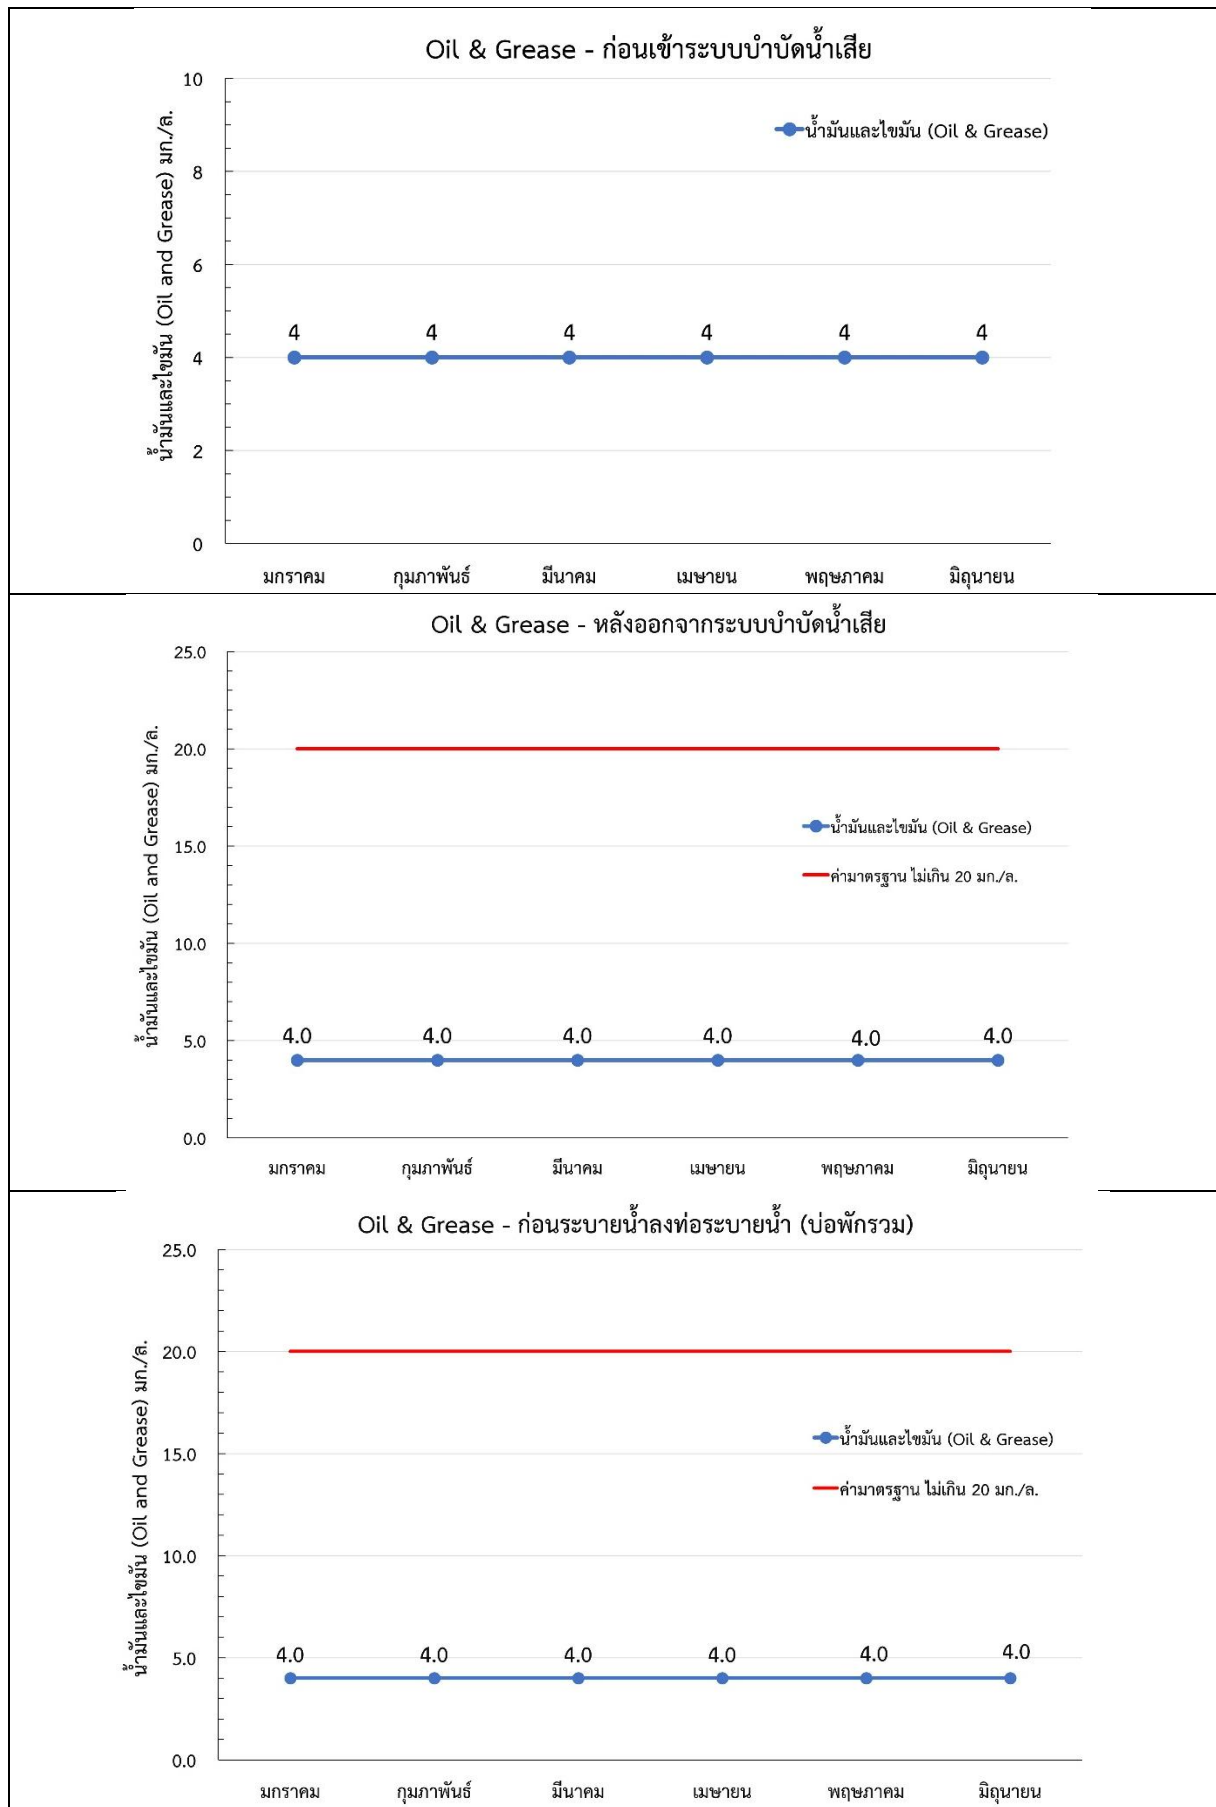 Oil & Grease - ก่อนเข้าระบบบำบัดน้ำเสีย
น้ำมันและไขมัน (Oil and Grease) มก./ล.
10
8
6
4
2
0
น้ำมันและไขมัน (Oil & Grease)
4 4 4 4 4 4
มกราคม กุมภาพันธ์ มีนาคม เมษายน พฤษภาคม มิถุนายน
Oil & Grease - หลังออกจากระบบบำบัดน้ำเสีย
น้ำมันและไขมัน (Oil and Grease) มก./ล.
25.0
20.0
15.0
10.0
5.0
0.0
น้ำมันและไขมัน (Oil & Grease)
ค่ามาตรฐาน ไม่เกิน 20 มก./ล.
4.0 4.0 4.0 4.0 4.0 4.0
มกราคม กุมภาพันธ์ มีนาคม เมษายน พฤษภาคม มิถุนายน
Oil & Grease - ก่อนระบายน้ำลงท่อระบายน้ำ (บ่อพักรวม)
น้ำมันและไขมัน (Oil and Grease) มก./ล.
25.0
20.0
15.0
10.0
5.0
0.0
น้ำมันและไขมัน (Oil & Grease)
ค่ามาตรฐาน ไม่เกิน 20 มก./ล.
4.0 4.0 4.0 4.0 4.0 4.0
มกราคม กุมภาพันธ์ มีนาคม เมษายน พฤษภาคม มิถุนายน